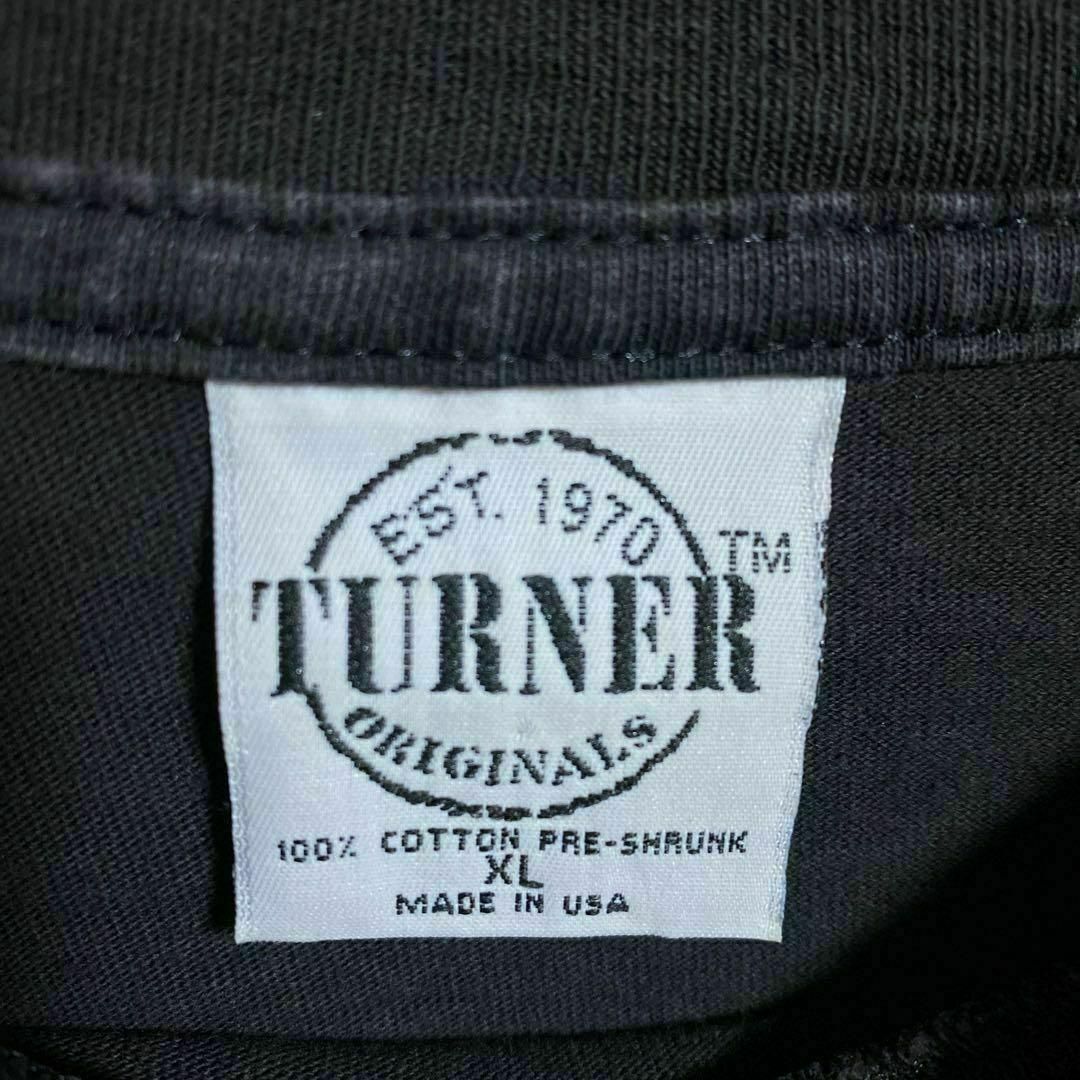 EST. 1970
TURNER TM
ORIGINALS
100% COTTON PRE-SHRUNK
XL
MADE IN USA